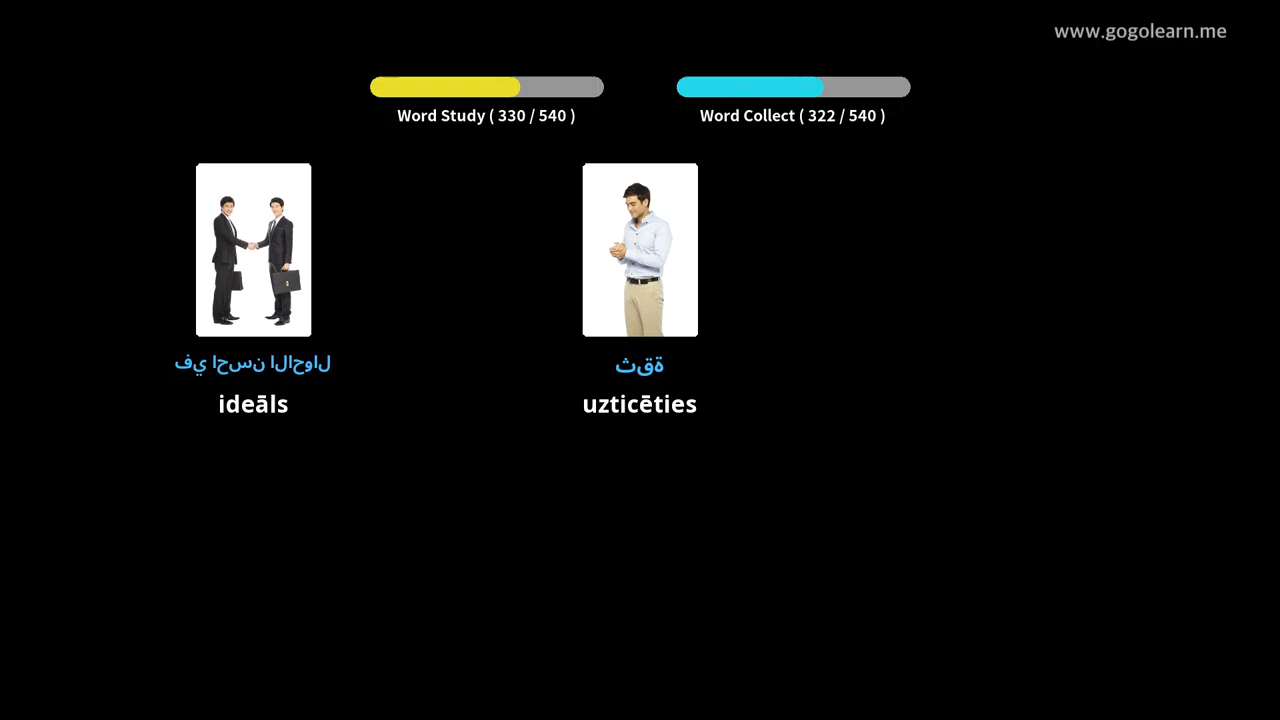 www.gogolearn.me
Word Study ( 330 / 540 )
Word Collect ( 322 / 540 )
في احسن الاحوال
ideāls
ثقة
uzticēties